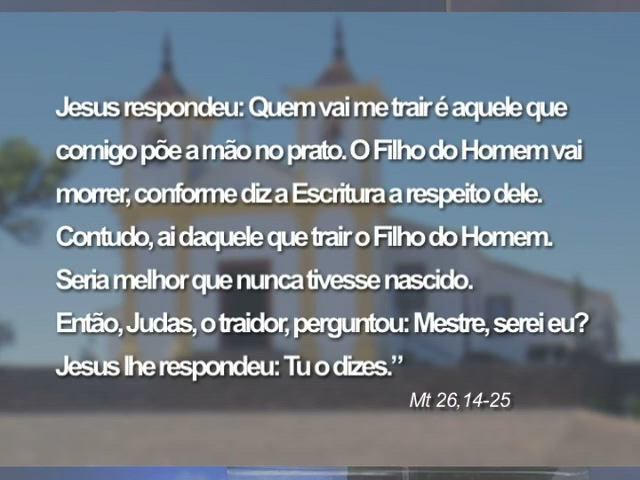 Jesus respondeu: Quem vai me trair é aquele que
comigo põe a mão no prato. O Filho do Homem vai
morrer, conforme diz a Escritura a respeito dele.
Contudo, ai daquele que trair o Filho do Homem.
Seria melhor que nunca tivesse nascido.
Então, Judas, o traidor, perguntou: Mestre, serei eu?
Jesus lhe respondeu: Tu o dizes.”
Mt 26,14-25